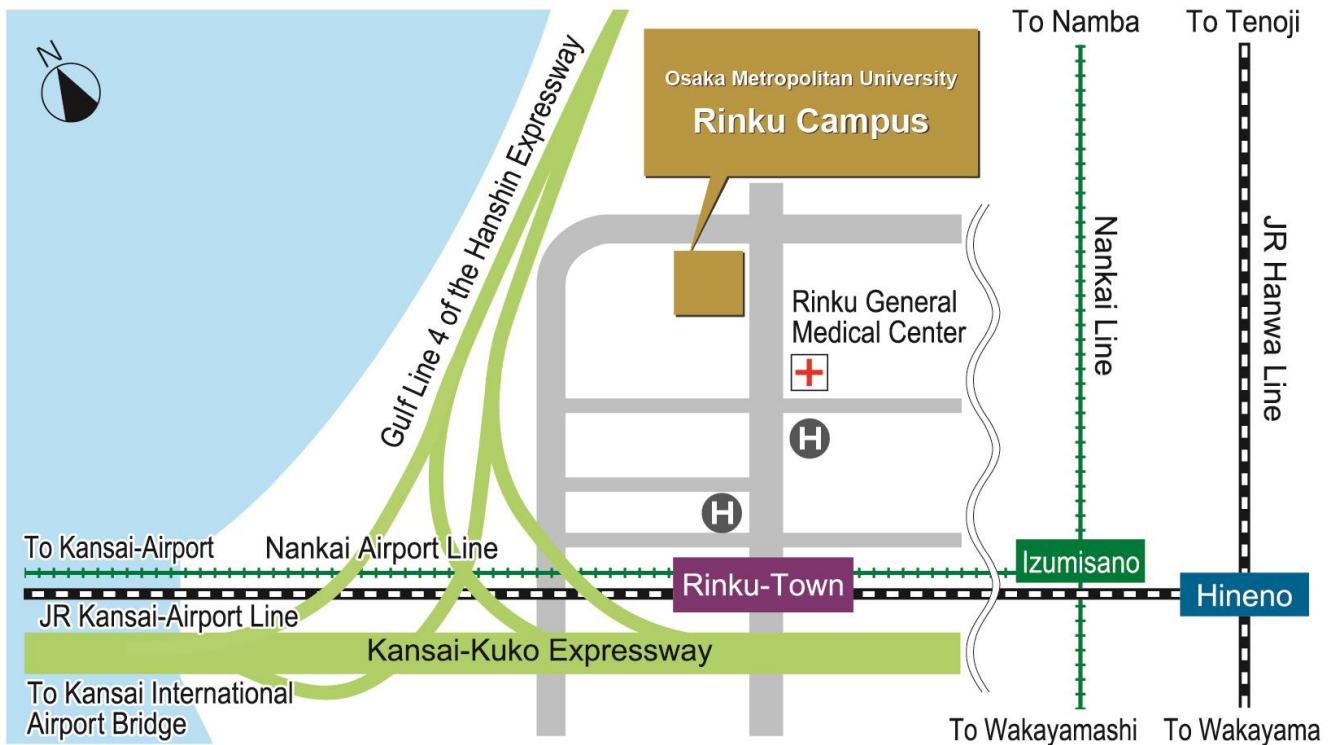 N
Gulf Line 4 of the Hanshin Expressway
Osaka Metropolitan University
Rinku Campus
To Namba
To Tenoji
Nankai Line
JR Hanwa Line
Rinku General
Medical Center
H
H
To Kansai-Airport
Nankai Airport Line
Rinku-Town
Izumisano
Hineno
JR Kansai-Airport Line
Kansai-Kuko Expressway
To Kansai International
Airport Bridge
To Wakayamashi
To Wakayama